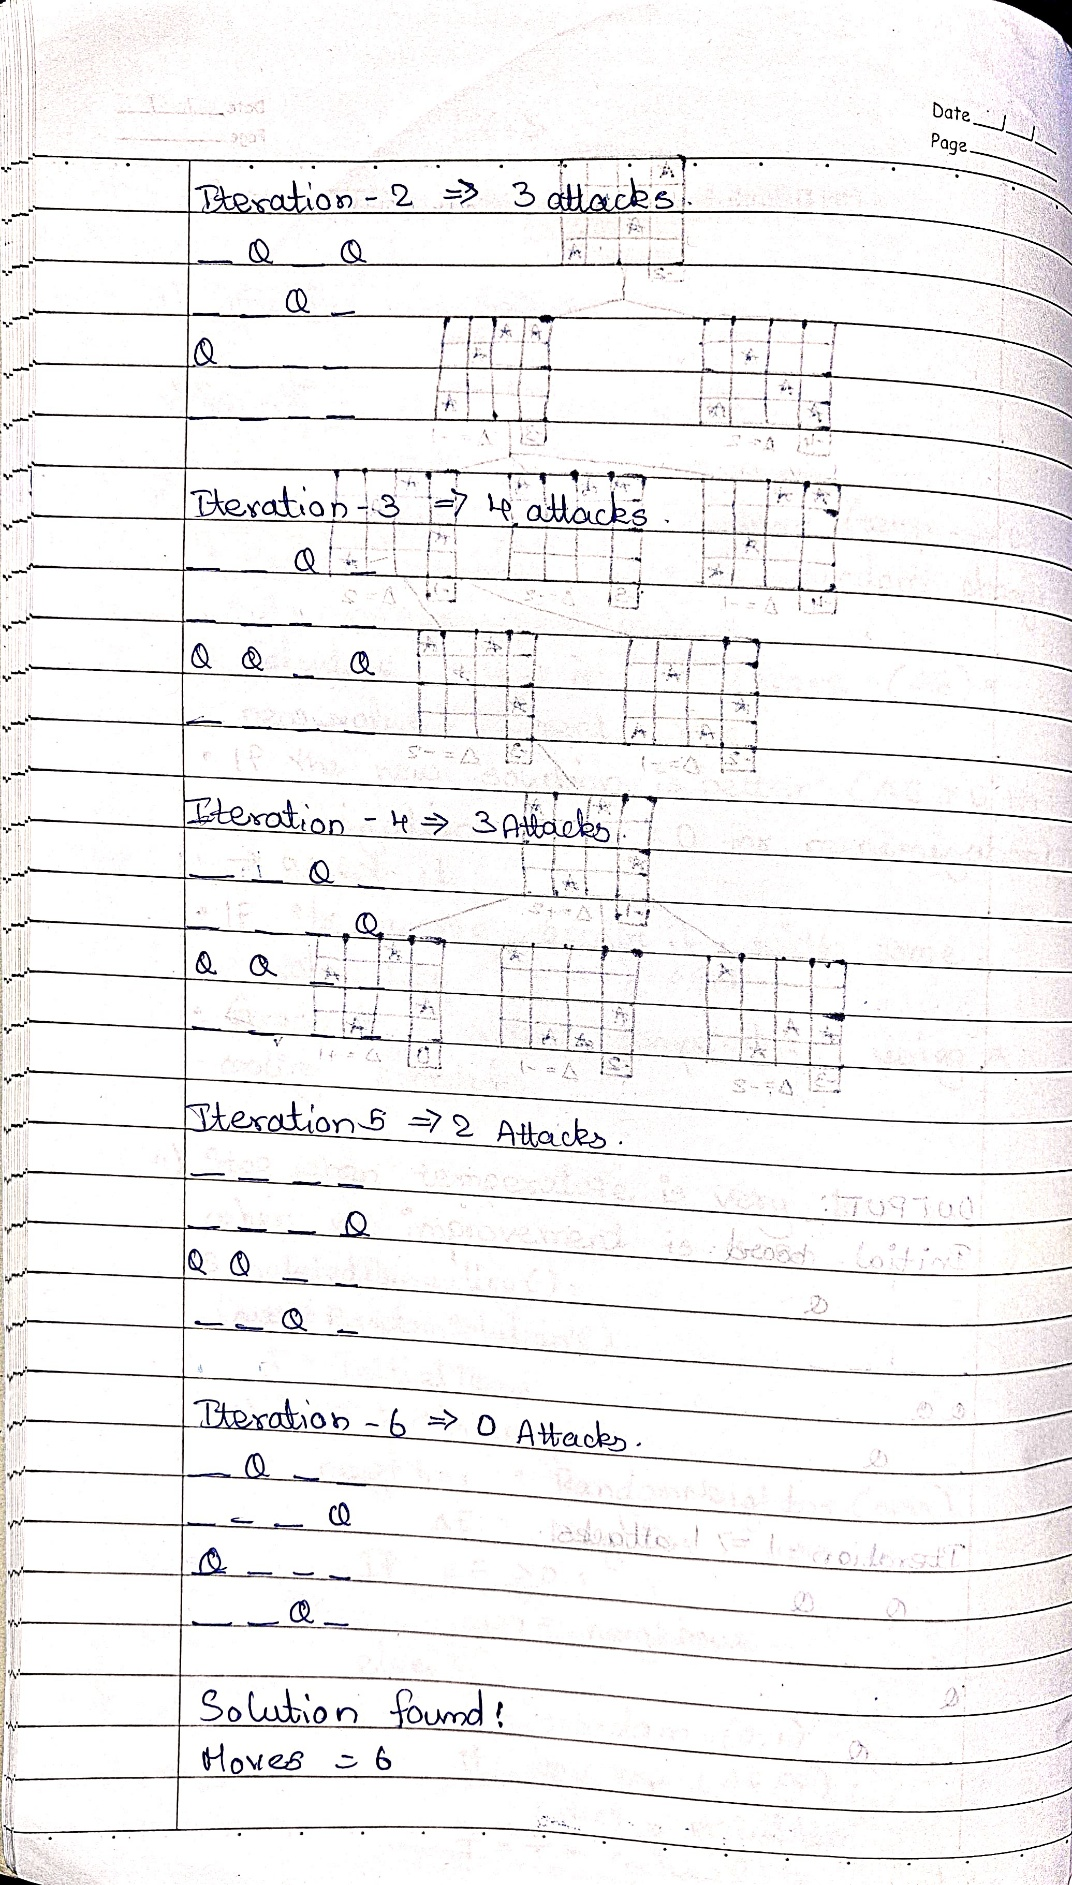 Date
Page
Iteration - 2 ⇒ 3 attacks.
_ Q _ Q
_ _ Q _
Q _ _ _
_ _ _ _
Iteration - 3 ⇒ 4 attacks.
_ _ Q _
_ _ _ _
Q Q _ Q
_ _ _ _
Iteration - 4 ⇒ 3 Attacks
_ _ Q _
_ _ _ Q
Q Q _ _
_ _ _ _
Iteration 5 ⇒ 2 Attacks.
_ _ _ _
_ _ _ Q
Q Q _ _
_ _ Q _
Iteration - 6 ⇒ 0 Attacks.
_ Q _ _
_ _ _ Q
Q _ _ _
_ _ Q _
Solution found!
Moves = 6